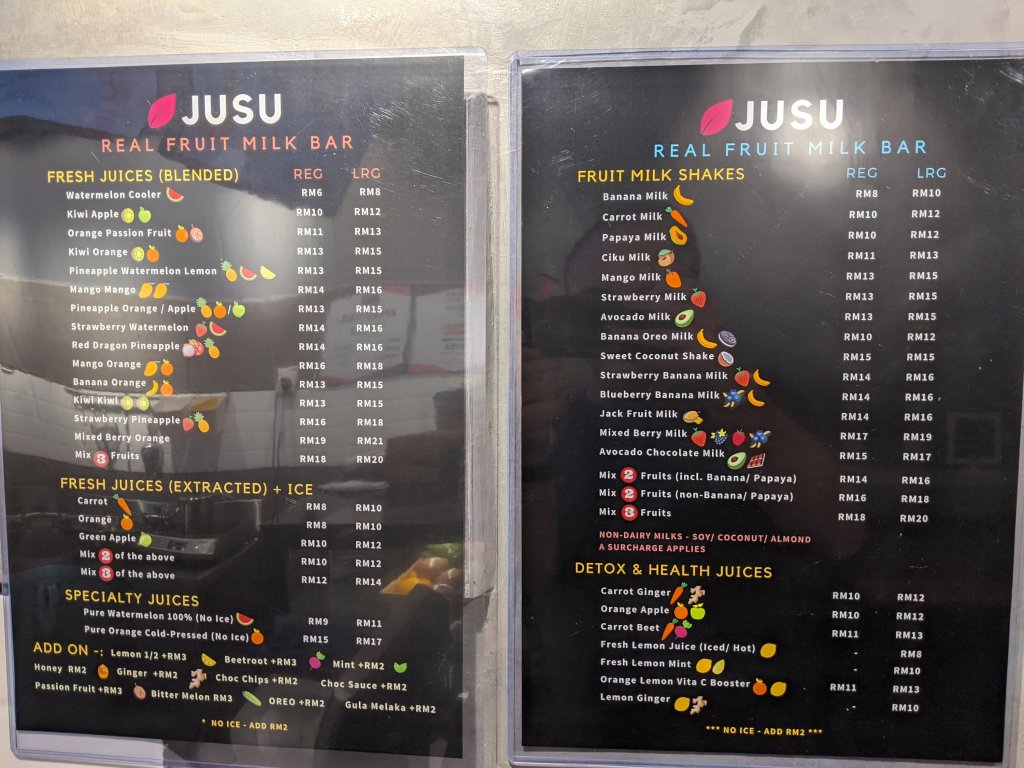 JUSU
REAL FRUIT MILK BAR
FRESH JUICES (BLENDED) REG LRG
Watermelon Cooler RM6 RM8
Kiwi Apple RM10 RM12
Orange Passion Fruit RM11 RM13
Kiwi Orange RM13 RM15
Pineapple Watermelon Lemon RM13 RM15
Mango Mango RM14 RM16
Pineapple Orange / Apple / RM13 RM15
Strawberry Watermelon RM14 RM16
Red Dragon Pineapple RM14 RM16
Mango Orange RM16 RM18
Banana Orange RM13 RM15
Kiwi Kiwi RM13 RM15
Strawberry Pineapple RM16 RM18
Mixed Berry Orange RM19 RM21
Mix 3 Fruits RM18 RM20
FRESH JUICES (EXTRACTED) + ICE
Carrot RM8 RM10
Orange RM8 RM10
Green Apple RM10 RM12
Mix 2 of the above RM10 RM12
Mix 3 of the above RM12 RM14
SPECIALTY JUICES
Pure Watermelon 100% (No Ice) RM9 RM11
Pure Orange Cold-Pressed (No Ice) RM15 RM17
ADD ON -: Lemon 1/2 +RM3 Beetroot +RM3 Mint +RM2
Honey RM2 Ginger +RM2 Choc Chips +RM2 Choc Sauce +RM2
Passion Fruit +RM3 Bitter Melon RM3 OREO +RM2 Gula Melaka +RM2
* NO ICE - ADD RM2
JUSU
REAL FRUIT MILK BAR
FRUIT MILK SHAKES REG LRG
Banana Milk RM8 RM10
Carrot Milk RM10 RM12
Papaya Milk RM10 RM12
Ciku Milk RM11 RM13
Mango Milk RM13 RM15
Strawberry Milk RM13 RM15
Avocado Milk RM13 RM15
Banana Oreo Milk RM10 RM12
Sweet Coconut Shake RM15 RM15
Strawberry Banana Milk RM14 RM16
Blueberry Banana Milk RM14 RM16
Jack Fruit Milk RM14 RM16
Mixed Berry Milk RM17 RM19
Avocado Chocolate Milk RM15 RM17
Mix 2 Fruits (incl. Banana/ Papaya) RM14 RM16
Mix 2 Fruits (non-Banana/ Papaya) RM16 RM18
Mix 3 Fruits RM18 RM20
NON-DAIRY MILKS - SOY/ COCONUT/ ALMOND
A SURCHARGE APPLIES
DETOX & HEALTH JUICES
Carrot Ginger RM10 RM12
Orange Apple RM10 RM12
Carrot Beet RM11 RM13
Fresh Lemon Juice (Iced/ Hot) - RM8
Fresh Lemon Mint - RM10
Orange Lemon Vita C Booster RM11 RM13
Lemon Ginger - RM10
*** NO ICE - ADD RM2 ***